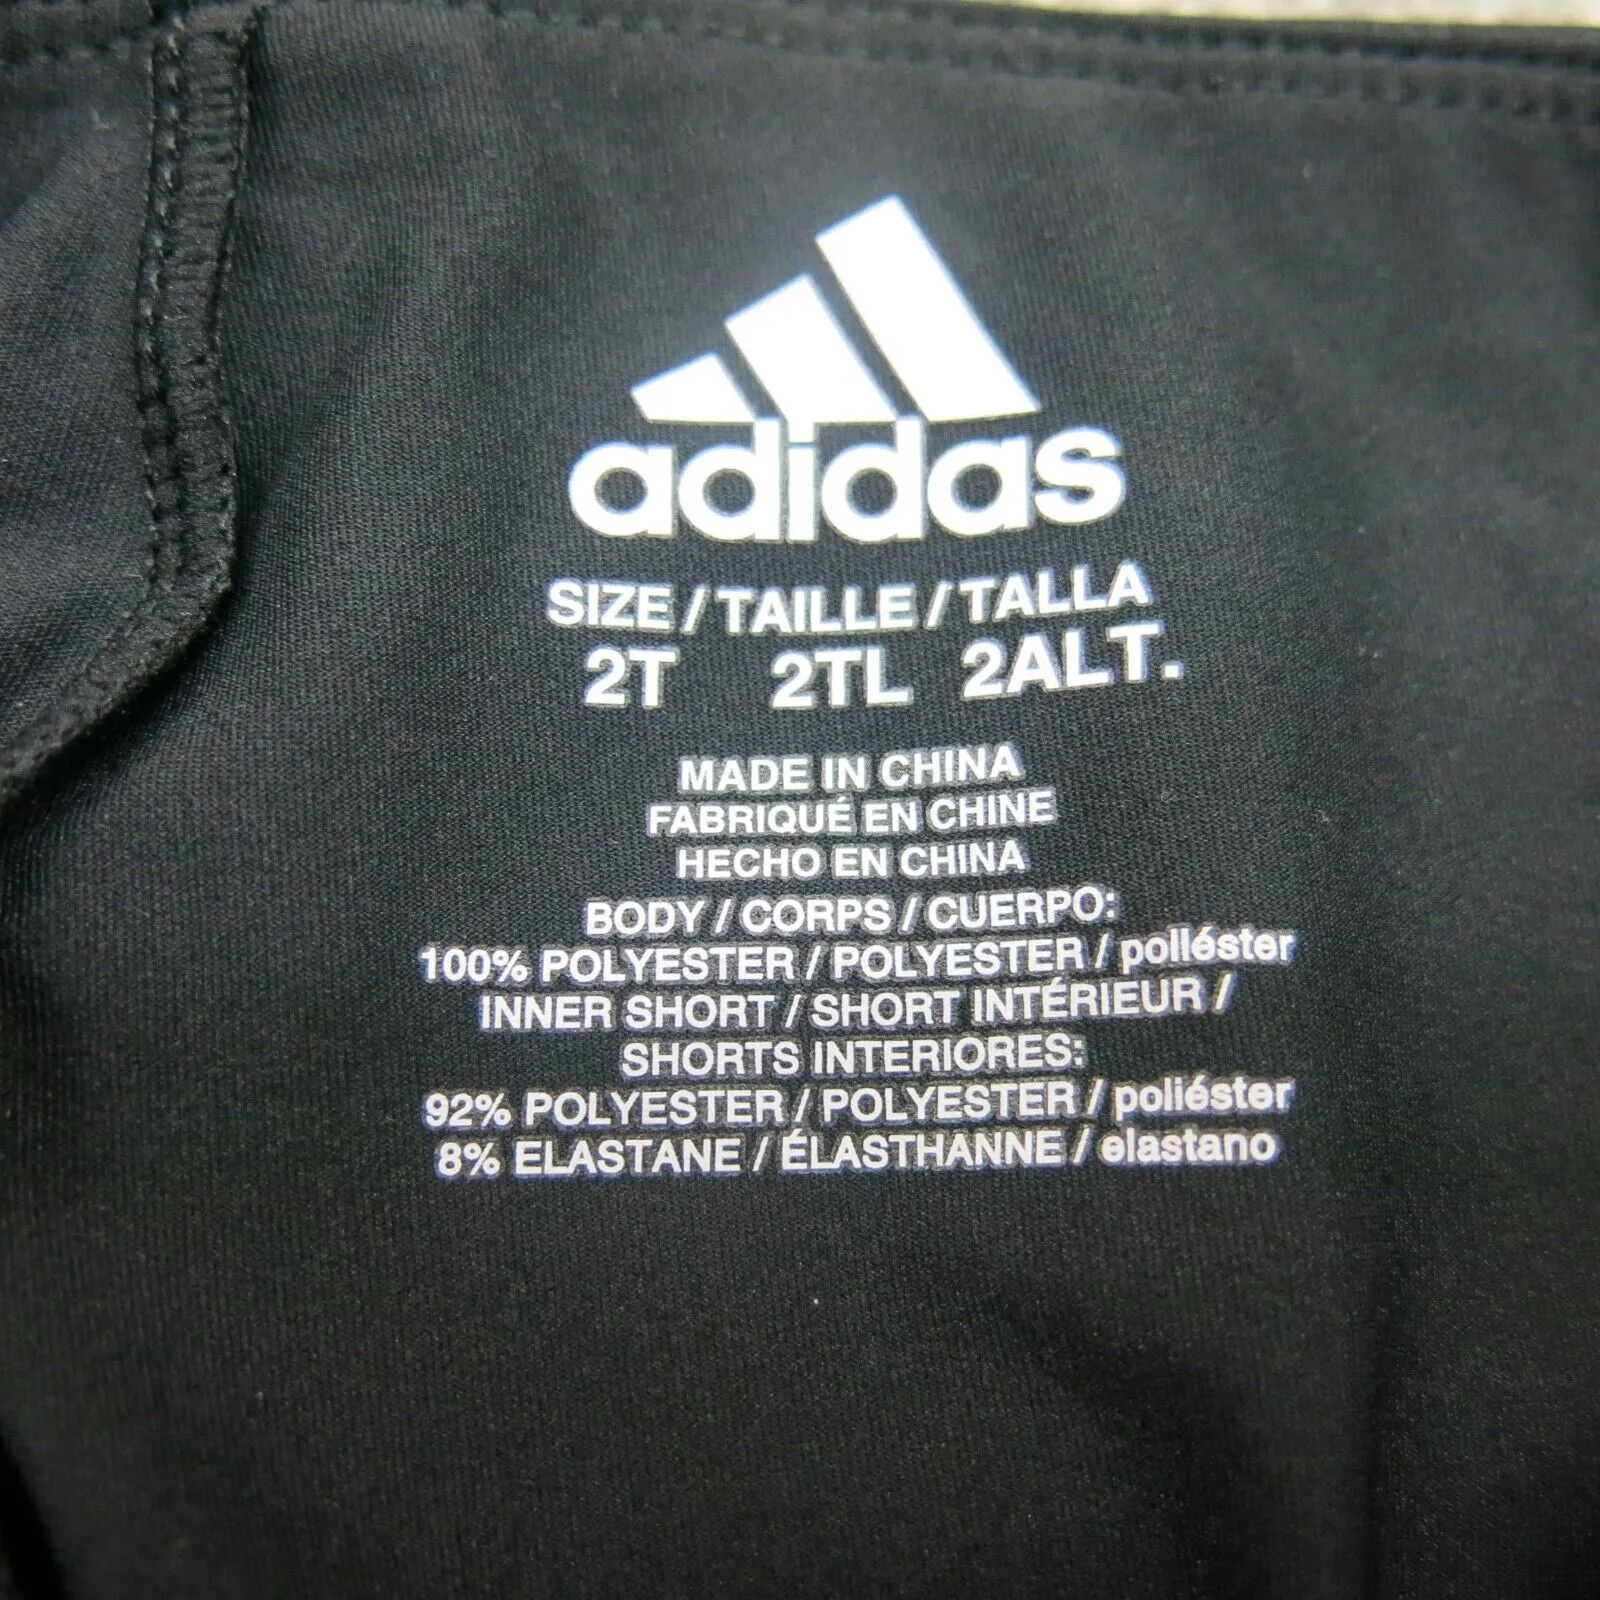 adidas
SIZE / TAILLE / TALLA
2T 2TL 2ALT.
MADE IN CHINA
FABRIQUÉ EN CHINE
HECHO EN CHINA
BODY / CORPS / CUERPO:
100% POLYESTER / POLYESTER / poliéster
INNER SHORT / SHORT INTÉRIEUR /
SHORTS INTERIORES:
92% POLYESTER / POLYESTER / poliéster
8% ELASTANE / ÉLASTHANNE / elastano